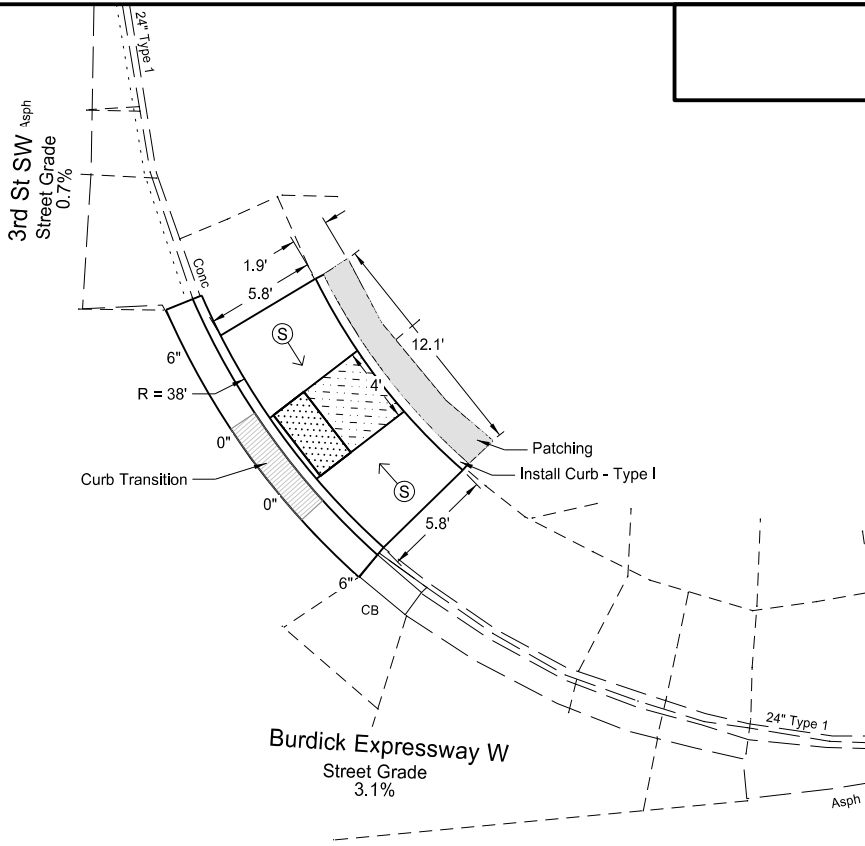 24" Type 1
3rd St SW
Asph
Street Grade
0.7%
Conc
1.9'
5.8'
S
12.1'
6"
R = 38'
4'
0"
Patching
Install Curb - Type I
Curb Transition
0"
S
5.8'
6"
CB
24" Type 1
Burdick Expressway W
Street Grade
3.1%
Asph